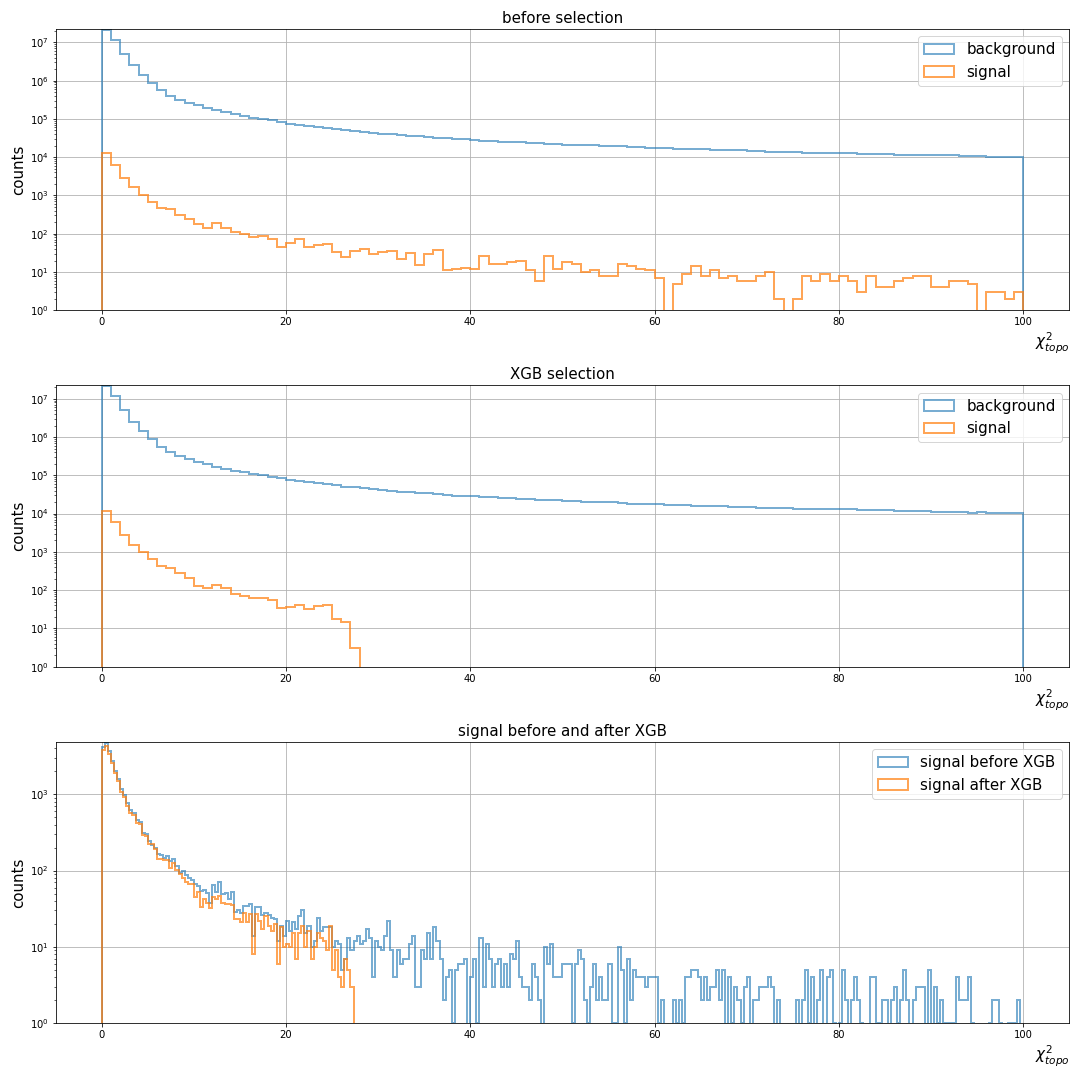 before selection
background
signal
counts
10⁷
10⁶
10⁵
10⁴
10³
10²
10¹
10⁰
0 20 40 60 80 100
χ²topo
XGB selection
background
signal
counts
10⁷
10⁶
10⁵
10⁴
10³
10²
10¹
10⁰
0 20 40 60 80 100
χ²topo
signal before and after XGB
signal before XGB
signal after XGB
counts
10³
10²
10¹
10⁰
0 20 40 60 80 100
χ²topo